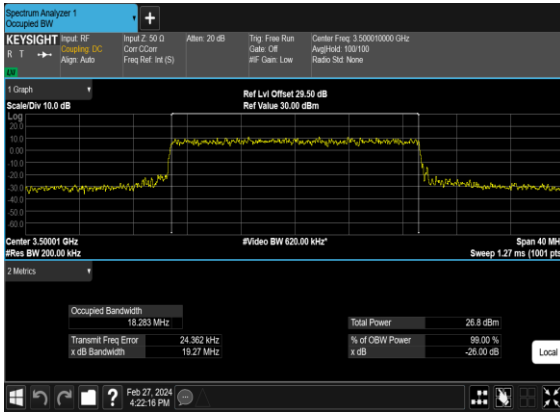 Spectrum Analyzer 1
Occupied BW
+
KEYSIGHT Input: RF Input Z: 50 Ω Atten: 20 dB Trig: Free Run Center Freq: 3.500010000 GHz
R T Coupling: DC Corr CCorr Gate: Off Avg|Hold: 100/100
Align: Auto Freq Ref: Int (S) #IF Gain: Low Radio Std: None
LV
1 Graph
Ref Lvl Offset 29.50 dB
Scale/Div 10.0 dB Ref Value 30.00 dBm
Log
20.0
10.0
0.00
-10.0
-20.0
-30.0
-40.0
-50.0
-60.0
Center 3.50001 GHz #Video BW 620.00 kHz* Span 40 MH
#Res BW 200.00 kHz Sweep 1.27 ms (1001 pts
2 Metrics
Occupied Bandwidth
18.283 MHz Total Power 26.8 dBm
Transmit Freq Error 24.362 kHz % of OBW Power 99.00 %
x dB Bandwidth 19.27 MHz x dB -26.00 dB
Local
? Feb 27, 2024
4:22:16 PM